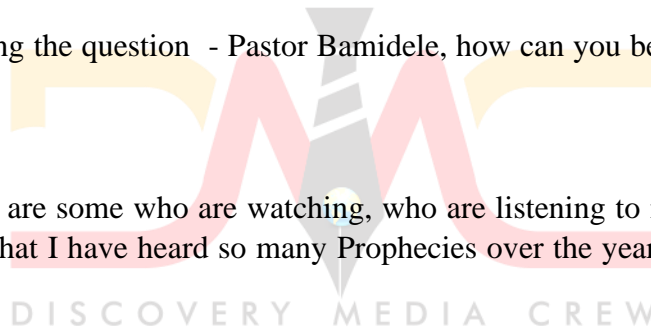 ng the question - Pastor Bamidele, how can you be
are some who are watching, who are listening to
hat I have heard so many Prophecies over the year
DISCOVERY MEDIA CREW